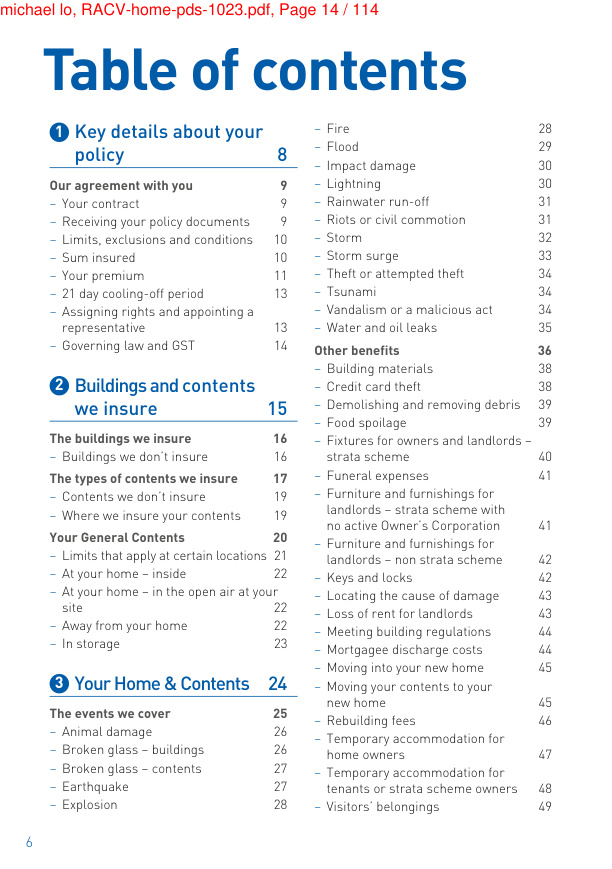 michael lo, RACV-home-pds-1023.pdf, Page 14 / 114
Table of contents
1 Key details about your
policy 8
Our agreement with you 9
– Your contract 9
– Receiving your policy documents 9
– Limits, exclusions and conditions 10
– Sum insured 10
– Your premium 11
– 21 day cooling-off period 13
– Assigning rights and appointing a
representative 13
– Governing law and GST 14
2 Buildings and contents
we insure 15
The buildings we insure 16
– Buildings we don’t insure 16
The types of contents we insure 17
– Contents we don’t insure 19
– Where we insure your contents 19
Your General Contents 20
– Limits that apply at certain locations 21
– At your home – inside 22
– At your home – in the open air at your
site 22
– Away from your home 22
– In storage 23
3 Your Home & Contents 24
The events we cover 25
– Animal damage 26
– Broken glass – buildings 26
– Broken glass – contents 27
– Earthquake 27
– Explosion 28
– Fire 28
– Flood 29
– Impact damage 30
– Lightning 30
– Rainwater run-off 31
– Riots or civil commotion 31
– Storm 32
– Storm surge 33
– Theft or attempted theft 34
– Tsunami 34
– Vandalism or a malicious act 34
– Water and oil leaks 35
Other benefits 36
– Building materials 38
– Credit card theft 38
– Demolishing and removing debris 39
– Food spoilage 39
– Fixtures for owners and landlords –
strata scheme 40
– Funeral expenses 41
– Furniture and furnishings for
landlords – strata scheme with
no active Owner’s Corporation 41
– Furniture and furnishings for
landlords – non strata scheme 42
– Keys and locks 42
– Locating the cause of damage 43
– Loss of rent for landlords 43
– Meeting building regulations 44
– Mortgagee discharge costs 44
– Moving into your new home 45
– Moving your contents to your
new home 45
– Rebuilding fees 46
– Temporary accommodation for
home owners 47
– Temporary accommodation for
tenants or strata scheme owners 48
– Visitors’ belongings 49
6